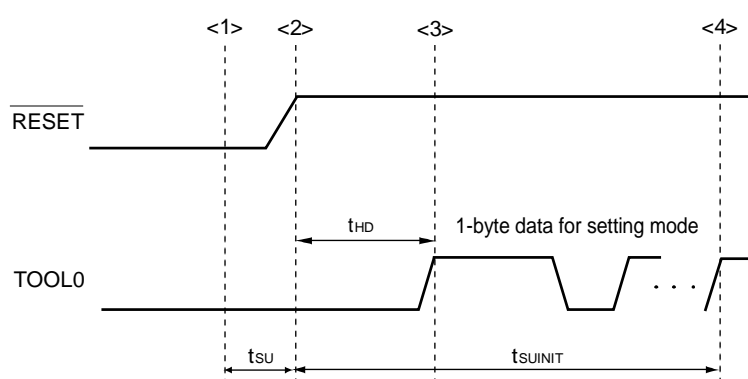 <1> <2> <3> <4>
RESET
tHD 1-byte data for setting mode
TOOL0
. . .
tSU tSUINIT